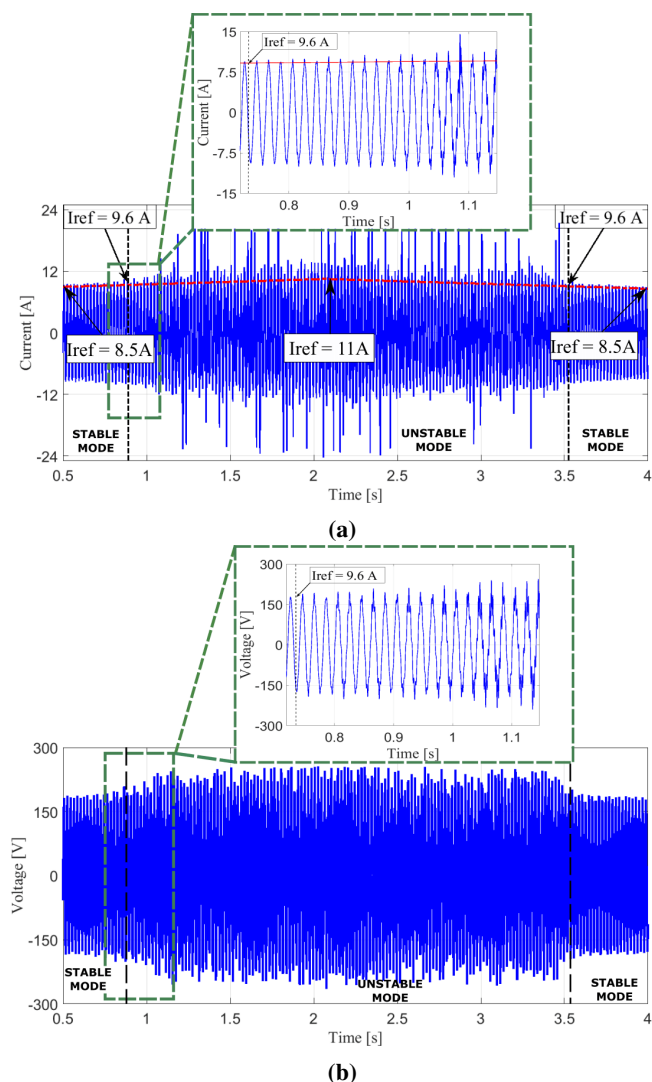 15
Iref = 9.6 A
7.5
0
-7.5
-15
Current [A]
0.8
0.9
1
1.1
Time [s]
24
Iref = 9.6 A
Iref = 9.6 A
12
0
Iref = 8.5A
Iref = 11A
Iref = 8.5A
-12
STABLE
MODE
UNSTABLE
MODE
STABLE
MODE
-24
Current [A]
0.5
1
1.5
2
2.5
3
3.5
4
Time [s]
(a)
300
Iref = 9.6 A
150
0
-150
-300
Voltage [V]
0.8
0.9
1
1.1
Time [s]
300
150
0
-150
Voltage [V]
STABLE
MODE
UNSTABLE
MODE
STABLE
MODE
-300
0.5
1
1.5
2
2.5
3
3.5
4
Time [s]
(b)